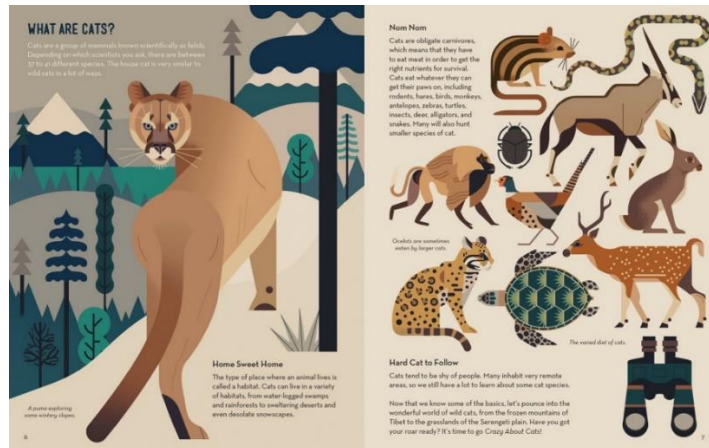 WHAT ARE CATS?
Cats are a group of mammals known scientifically as felids.
Depending on which scientists you ask, there are between
37 to 41 different species. The house cat is very similar to
wild cats in a lot of ways.
A puma exploring
some wintery slopes.
6
Home Sweet Home
The type of place where an animal lives is
called a habitat. Cats can live in a variety
of habitats, from water-logged swamps
and rainforests to sweltering deserts and
even desolate snowscapes.
Nom Nom
Cats are obligate carnivores,
which means that they have
to eat meat in order to get the
right nutrients for survival.
Cats eat whatever they can
get their paws on, including
rodents, hares, birds, monkeys,
antelopes, zebras, turtles,
insects, deer, alligators, and
snakes. Many will also hunt
smaller species of cat.
Ocelots are sometimes
eaten by larger cats.
The varied diet of cats.
Hard Cat to Follow
Cats tend to be shy of people. Many inhabit very remote
areas, so we still have a lot to learn about some cat species.
Now that we know some of the basics, let's pounce into the
wonderful world of wild cats, from the frozen mountains of
Tibet to the grasslands of the Serengeti plain. Have you got
your roar ready? It's time to go Crazy About Cats!
7